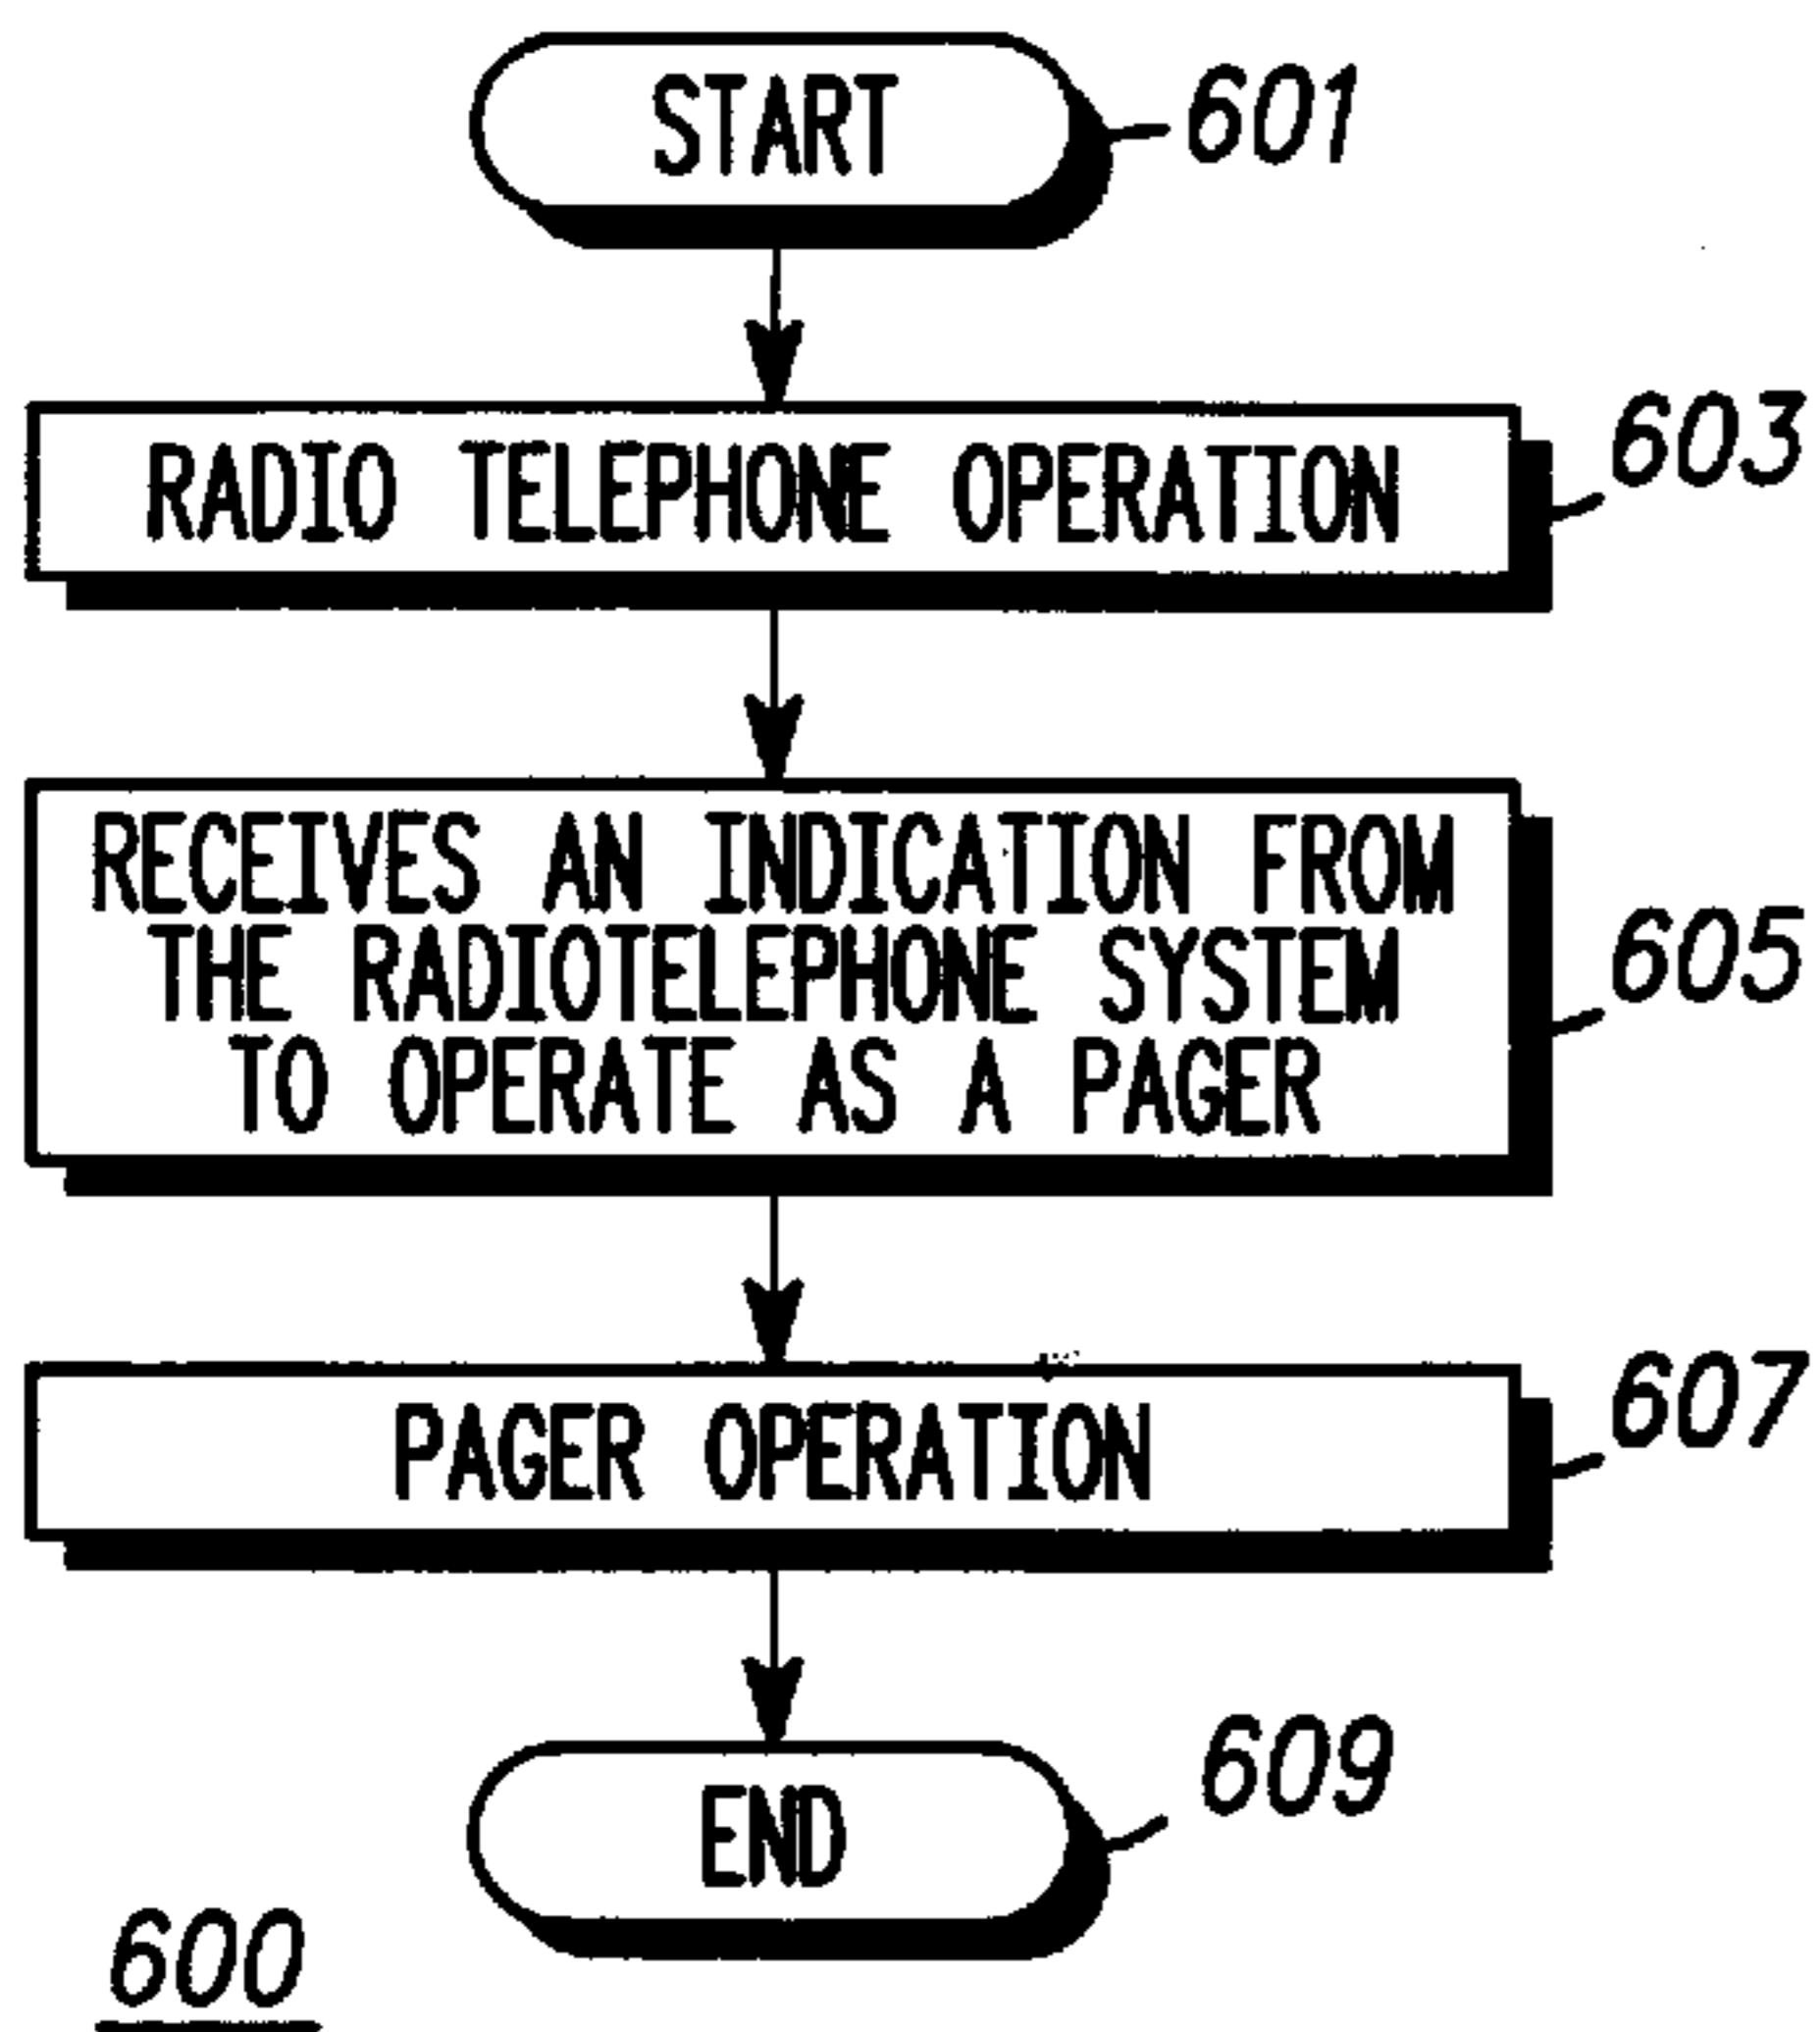 START
601
RADIO TELEPHONE OPERATION
603
RECEIVES AN INDICATION FROM
THE RADIOTELEPHONE SYSTEM
TO OPERATE AS A PAGER
605
PAGER OPERATION
607
END
609
600